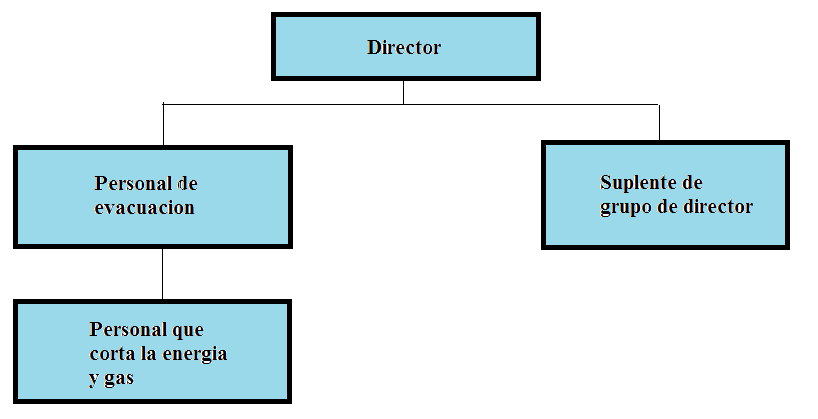 Director
Personal de
evacuacion
Suplente de
grupo de director
Personal que
corta la energia
y gas